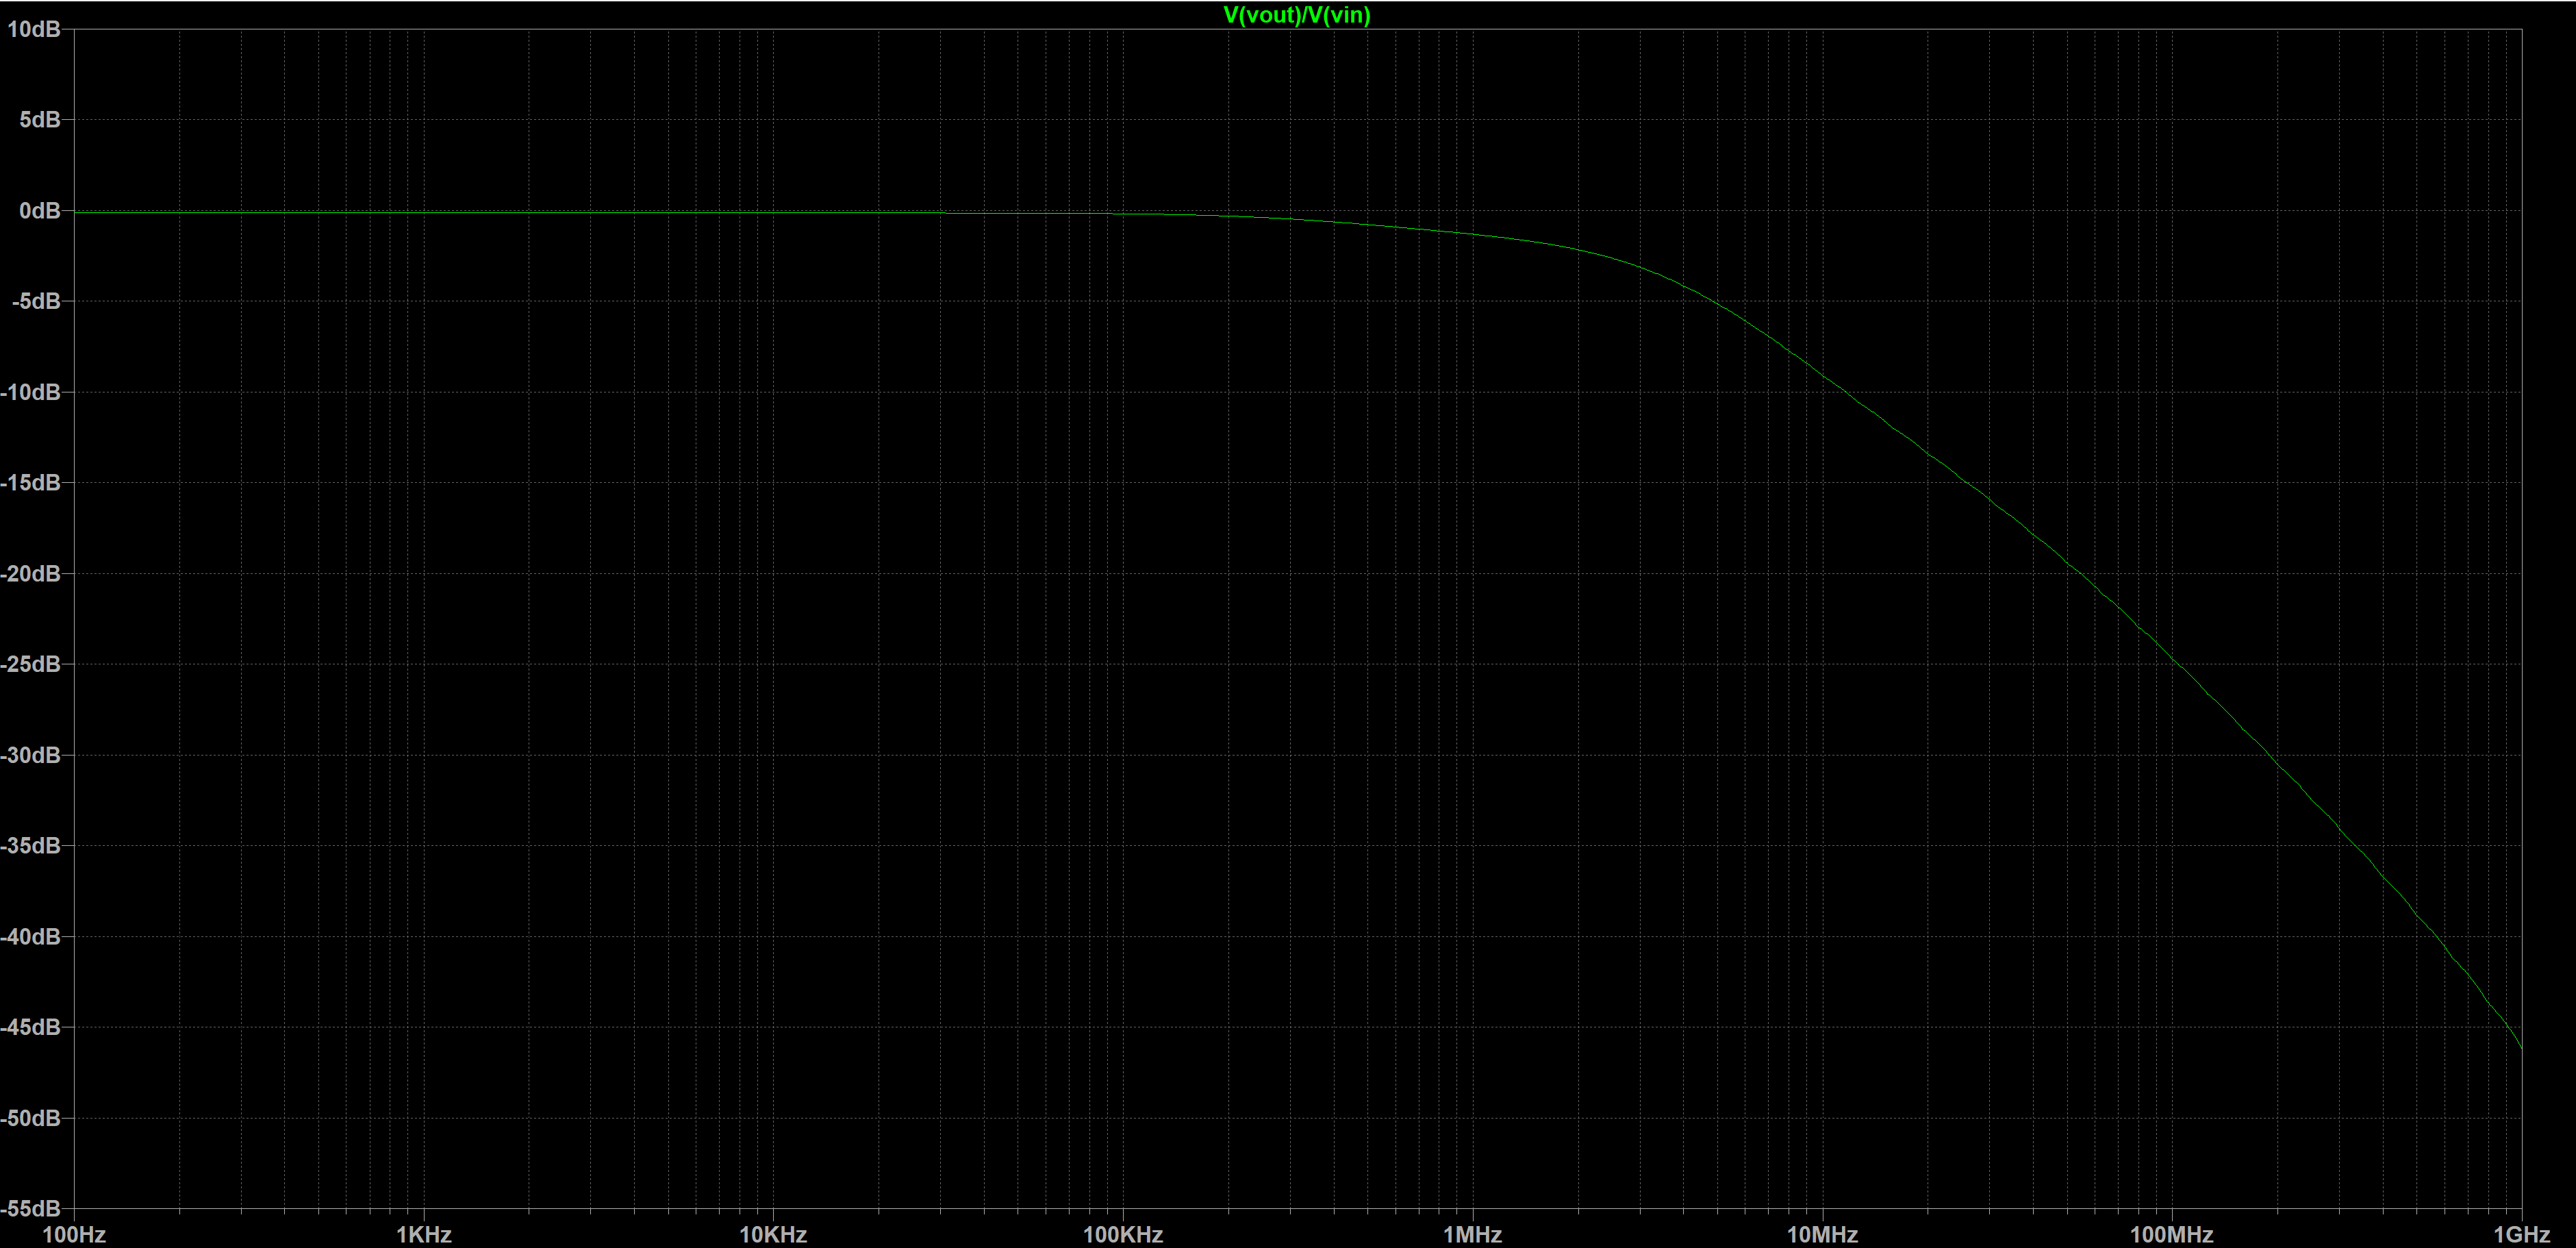 V(vout)/V(vin)
10dB
5dB
0dB
-5dB
-10dB
-15dB
-20dB
-25dB
-30dB
-35dB
-40dB
-45dB
-50dB
-55dB
100Hz 1KHz 10KHz 100KHz 1MHz 10MHz 100MHz 1GHz